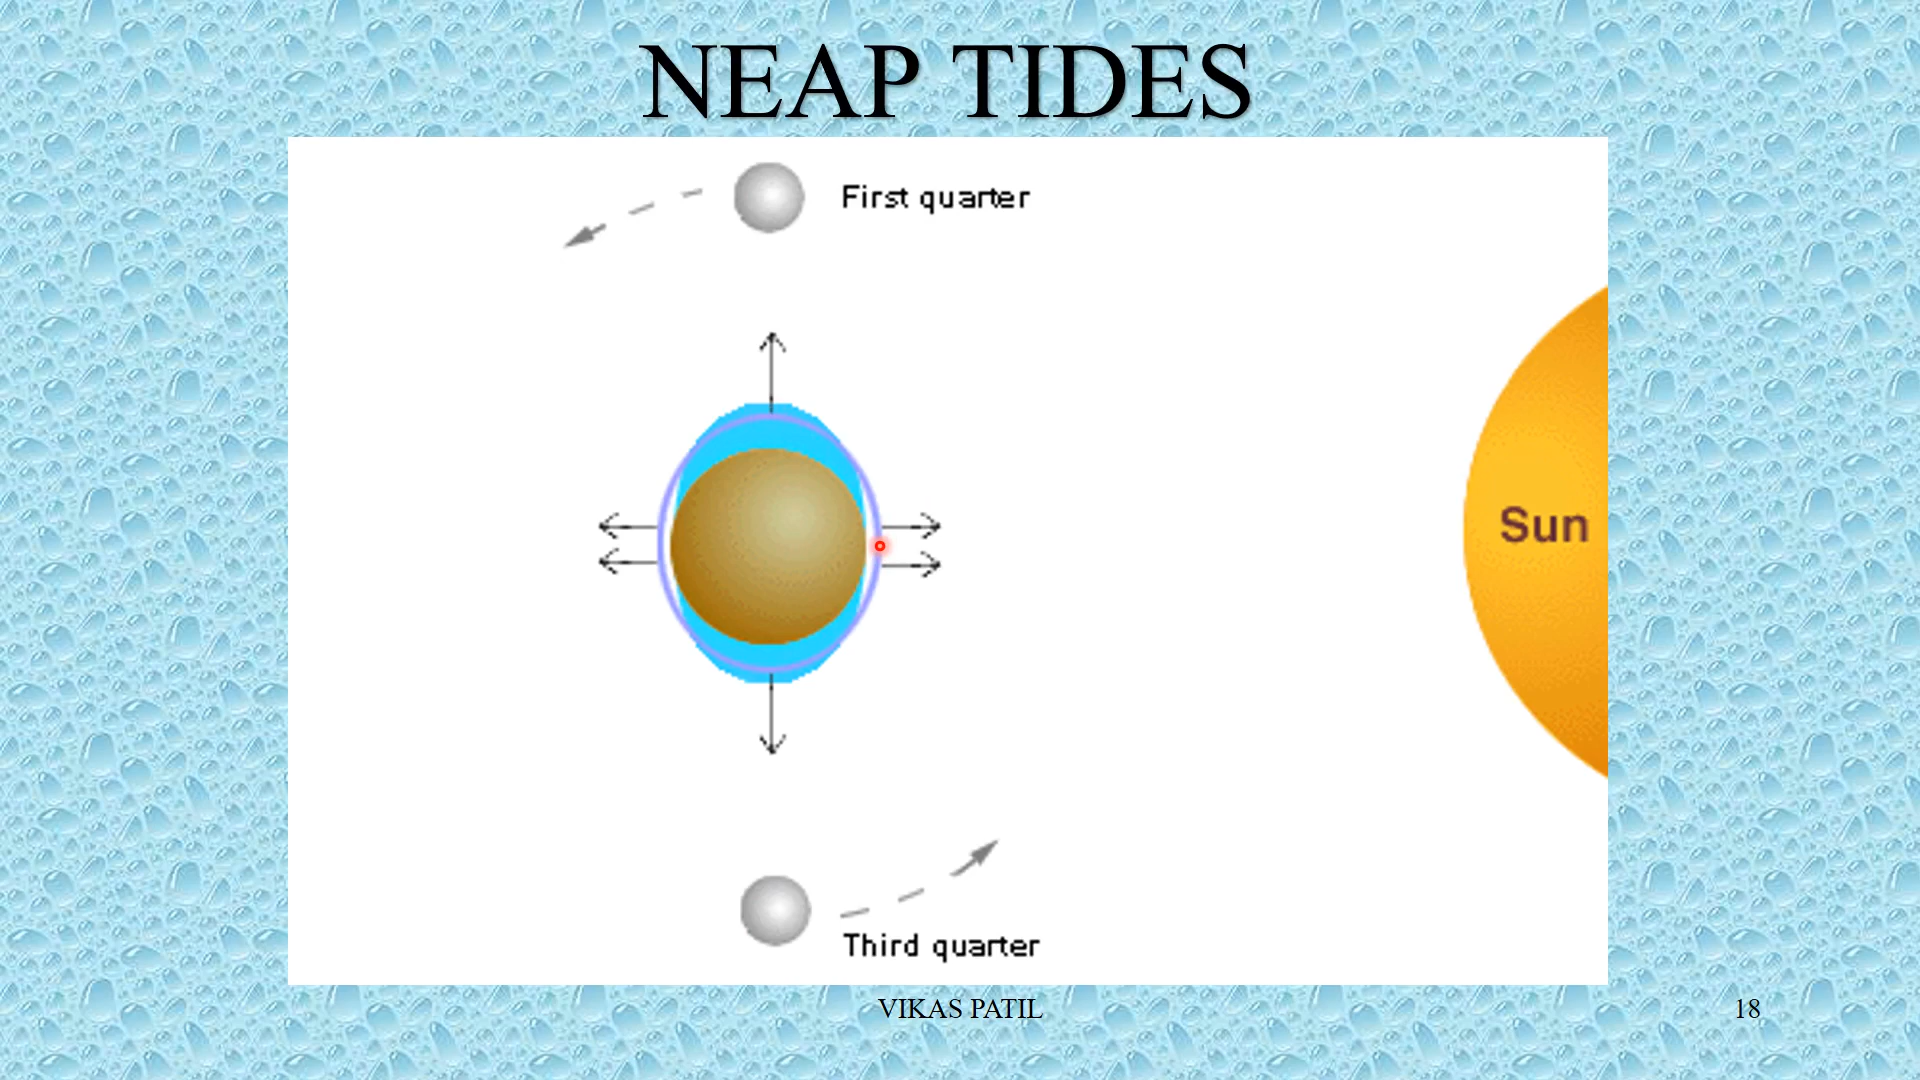 NEAP TIDES
First quarter
Sun
Third quarter
VIKAS PATIL
18